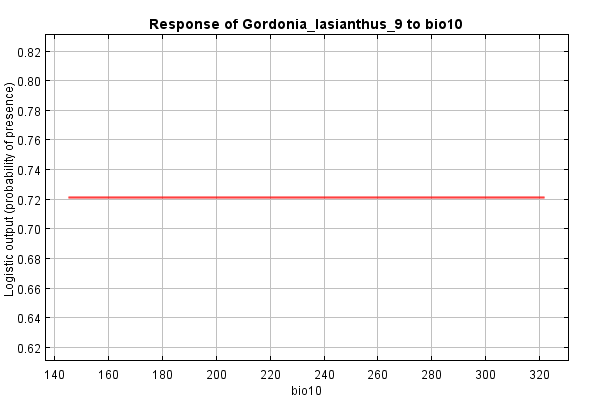 Response of Gordonia_lasianthus_9 to bio10
Logistic output (probability of presence)
0.82
0.80
0.78
0.76
0.74
0.72
0.70
0.68
0.66
0.64
0.62
140 160 180 200 220 240 260 280 300 320
bio10